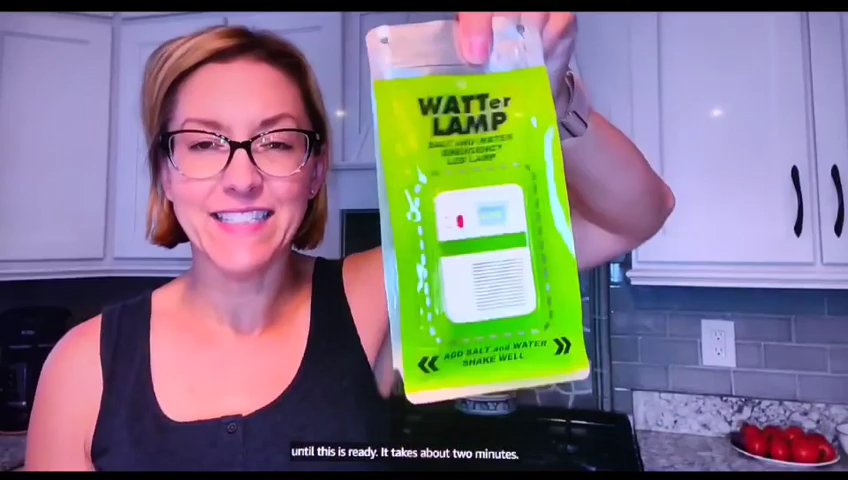 WATTer
LAMP
SALT AND WATER
EMERGENCY
LED LAMP
ADD SALT and WATER
SHAKE WELL
until this is ready. It takes about two minutes.